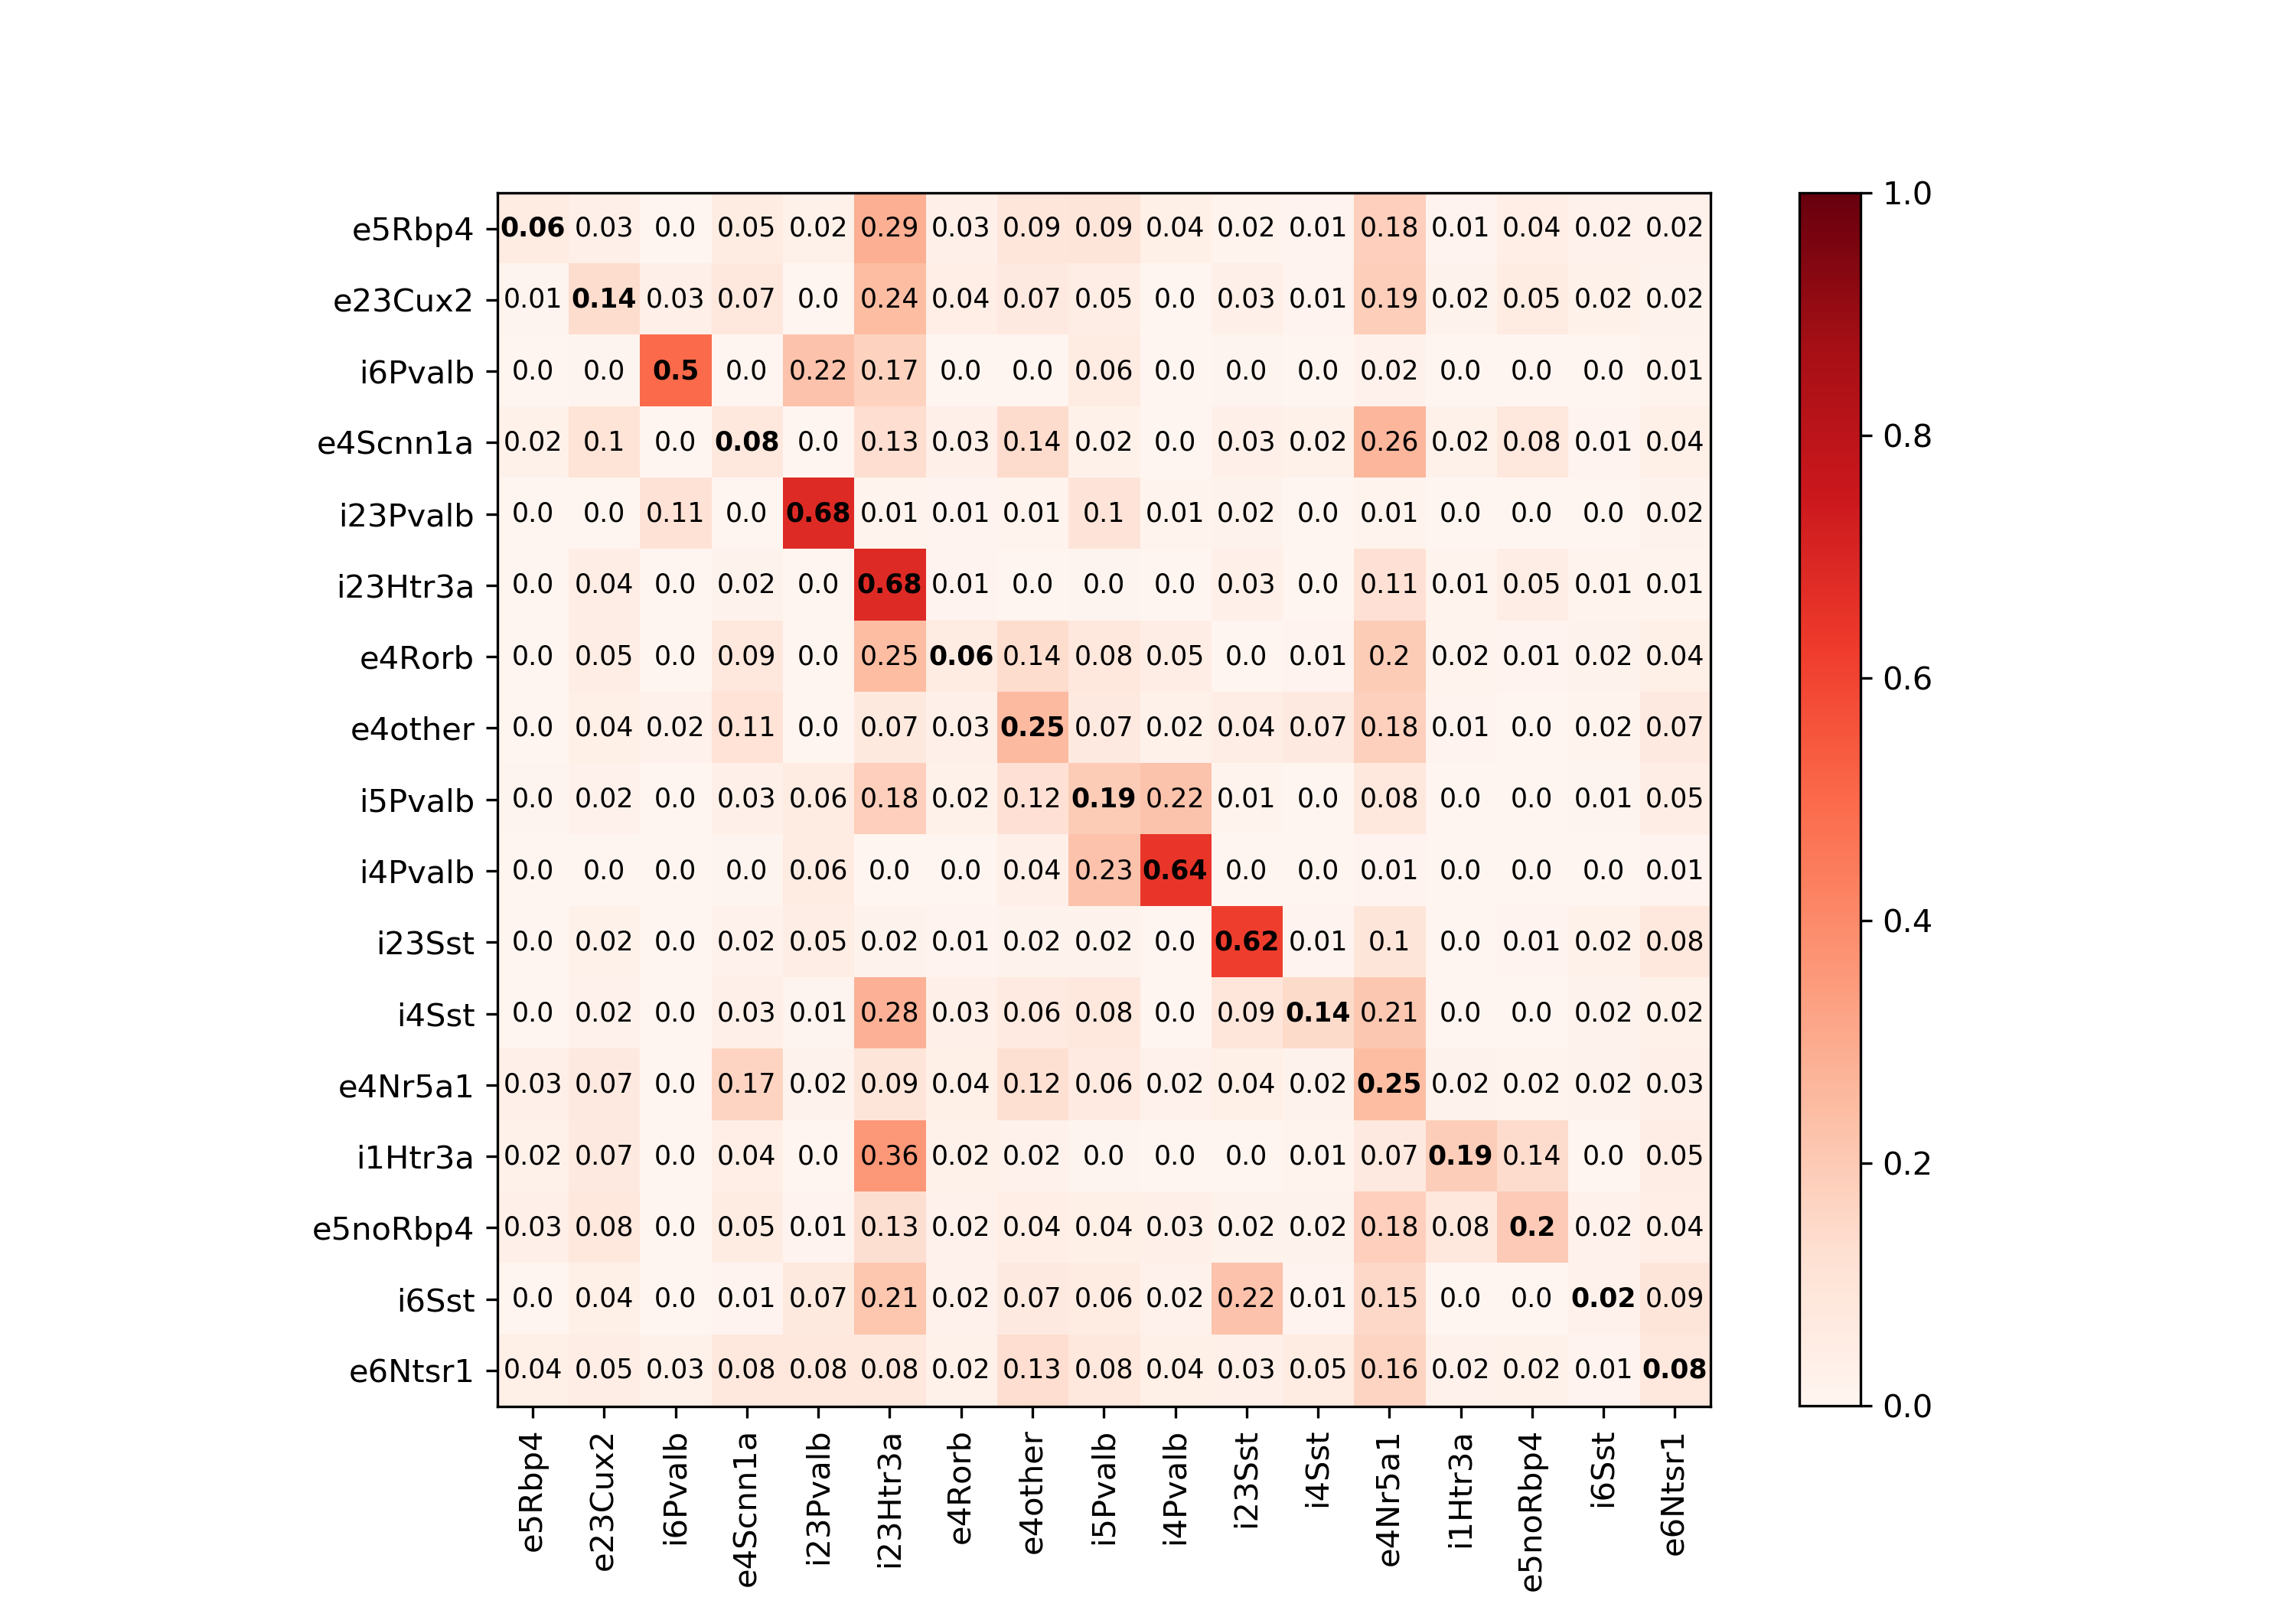 e5Rbp4 0.06 0.03 0.0 0.05 0.02 0.29 0.03 0.09 0.09 0.04 0.02 0.01 0.18 0.01 0.04 0.02 0.02
e23Cux2 0.01 0.14 0.03 0.07 0.0 0.24 0.04 0.07 0.05 0.0 0.03 0.01 0.19 0.02 0.05 0.02 0.02
i6Pvalb 0.0 0.0 0.5 0.0 0.22 0.17 0.0 0.0 0.06 0.0 0.0 0.0 0.02 0.0 0.0 0.0 0.01
e4Scnn1a 0.02 0.1 0.0 0.08 0.0 0.13 0.03 0.14 0.02 0.0 0.03 0.02 0.26 0.02 0.08 0.01 0.04
i23Pvalb 0.0 0.0 0.11 0.0 0.68 0.01 0.01 0.01 0.1 0.01 0.02 0.0 0.01 0.0 0.0 0.0 0.02
i23Htr3a 0.0 0.04 0.0 0.02 0.0 0.68 0.01 0.0 0.0 0.0 0.03 0.0 0.11 0.01 0.05 0.01 0.01
e4Rorb 0.0 0.05 0.0 0.09 0.0 0.25 0.06 0.14 0.08 0.05 0.0 0.01 0.2 0.02 0.01 0.02 0.04
e4other 0.0 0.04 0.02 0.11 0.0 0.07 0.03 0.25 0.07 0.02 0.04 0.07 0.18 0.01 0.0 0.02 0.07
i5Pvalb 0.0 0.02 0.0 0.03 0.06 0.18 0.02 0.12 0.19 0.22 0.01 0.0 0.08 0.0 0.0 0.01 0.05
i4Pvalb 0.0 0.0 0.0 0.0 0.06 0.0 0.0 0.04 0.23 0.64 0.0 0.0 0.01 0.0 0.0 0.0 0.01
i23Sst 0.0 0.02 0.0 0.02 0.05 0.02 0.01 0.02 0.02 0.0 0.62 0.01 0.1 0.0 0.01 0.02 0.08
i4Sst 0.0 0.02 0.0 0.03 0.01 0.28 0.03 0.06 0.08 0.0 0.09 0.14 0.21 0.0 0.0 0.02 0.02
e4Nr5a1 0.03 0.07 0.0 0.17 0.02 0.09 0.04 0.12 0.06 0.02 0.04 0.02 0.25 0.02 0.02 0.02 0.03
i1Htr3a 0.02 0.07 0.0 0.04 0.0 0.36 0.02 0.02 0.0 0.0 0.0 0.01 0.07 0.19 0.14 0.0 0.05
e5noRbp4 0.03 0.08 0.0 0.05 0.01 0.13 0.02 0.04 0.04 0.03 0.02 0.02 0.18 0.08 0.2 0.02 0.04
i6Sst 0.0 0.04 0.0 0.01 0.07 0.21 0.02 0.07 0.06 0.02 0.22 0.01 0.15 0.0 0.0 0.02 0.09
e6Ntsr1 0.04 0.05 0.03 0.08 0.08 0.08 0.02 0.13 0.08 0.04 0.03 0.05 0.16 0.02 0.02 0.01 0.08
e5Rbp4
e23Cux2
i6Pvalb
e4Scnn1a
i23Pvalb
i23Htr3a
e4Rorb
e4other
i5Pvalb
i4Pvalb
i23Sst
i4Sst
e4Nr5a1
i1Htr3a
e5noRbp4
i6Sst
e6Ntsr1
1.0
0.8
0.6
0.4
0.2
0.0